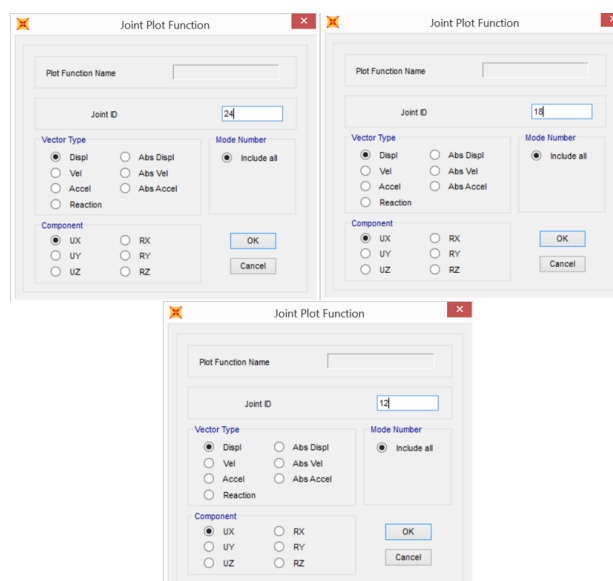 Joint Plot Function
Plot Function Name
Joint ID 24
Vector Type Mode Number
Displ Abs Displ Include all
Vel Abs Vel
Accel Abs Accel
Reaction
Component
UX RX OK
UY RY
UZ RZ Cancel
Joint Plot Function
Plot Function Name
Joint ID 18
Vector Type Mode Number
Displ Abs Displ Include all
Vel Abs Vel
Accel Abs Accel
Reaction
Component
UX RX OK
UY RY
UZ RZ Cancel
Joint Plot Function
Plot Function Name
Joint ID 12
Vector Type Mode Number
Displ Abs Displ Include all
Vel Abs Vel
Accel Abs Accel
Reaction
Component
UX RX OK
UY RY
UZ RZ Cancel